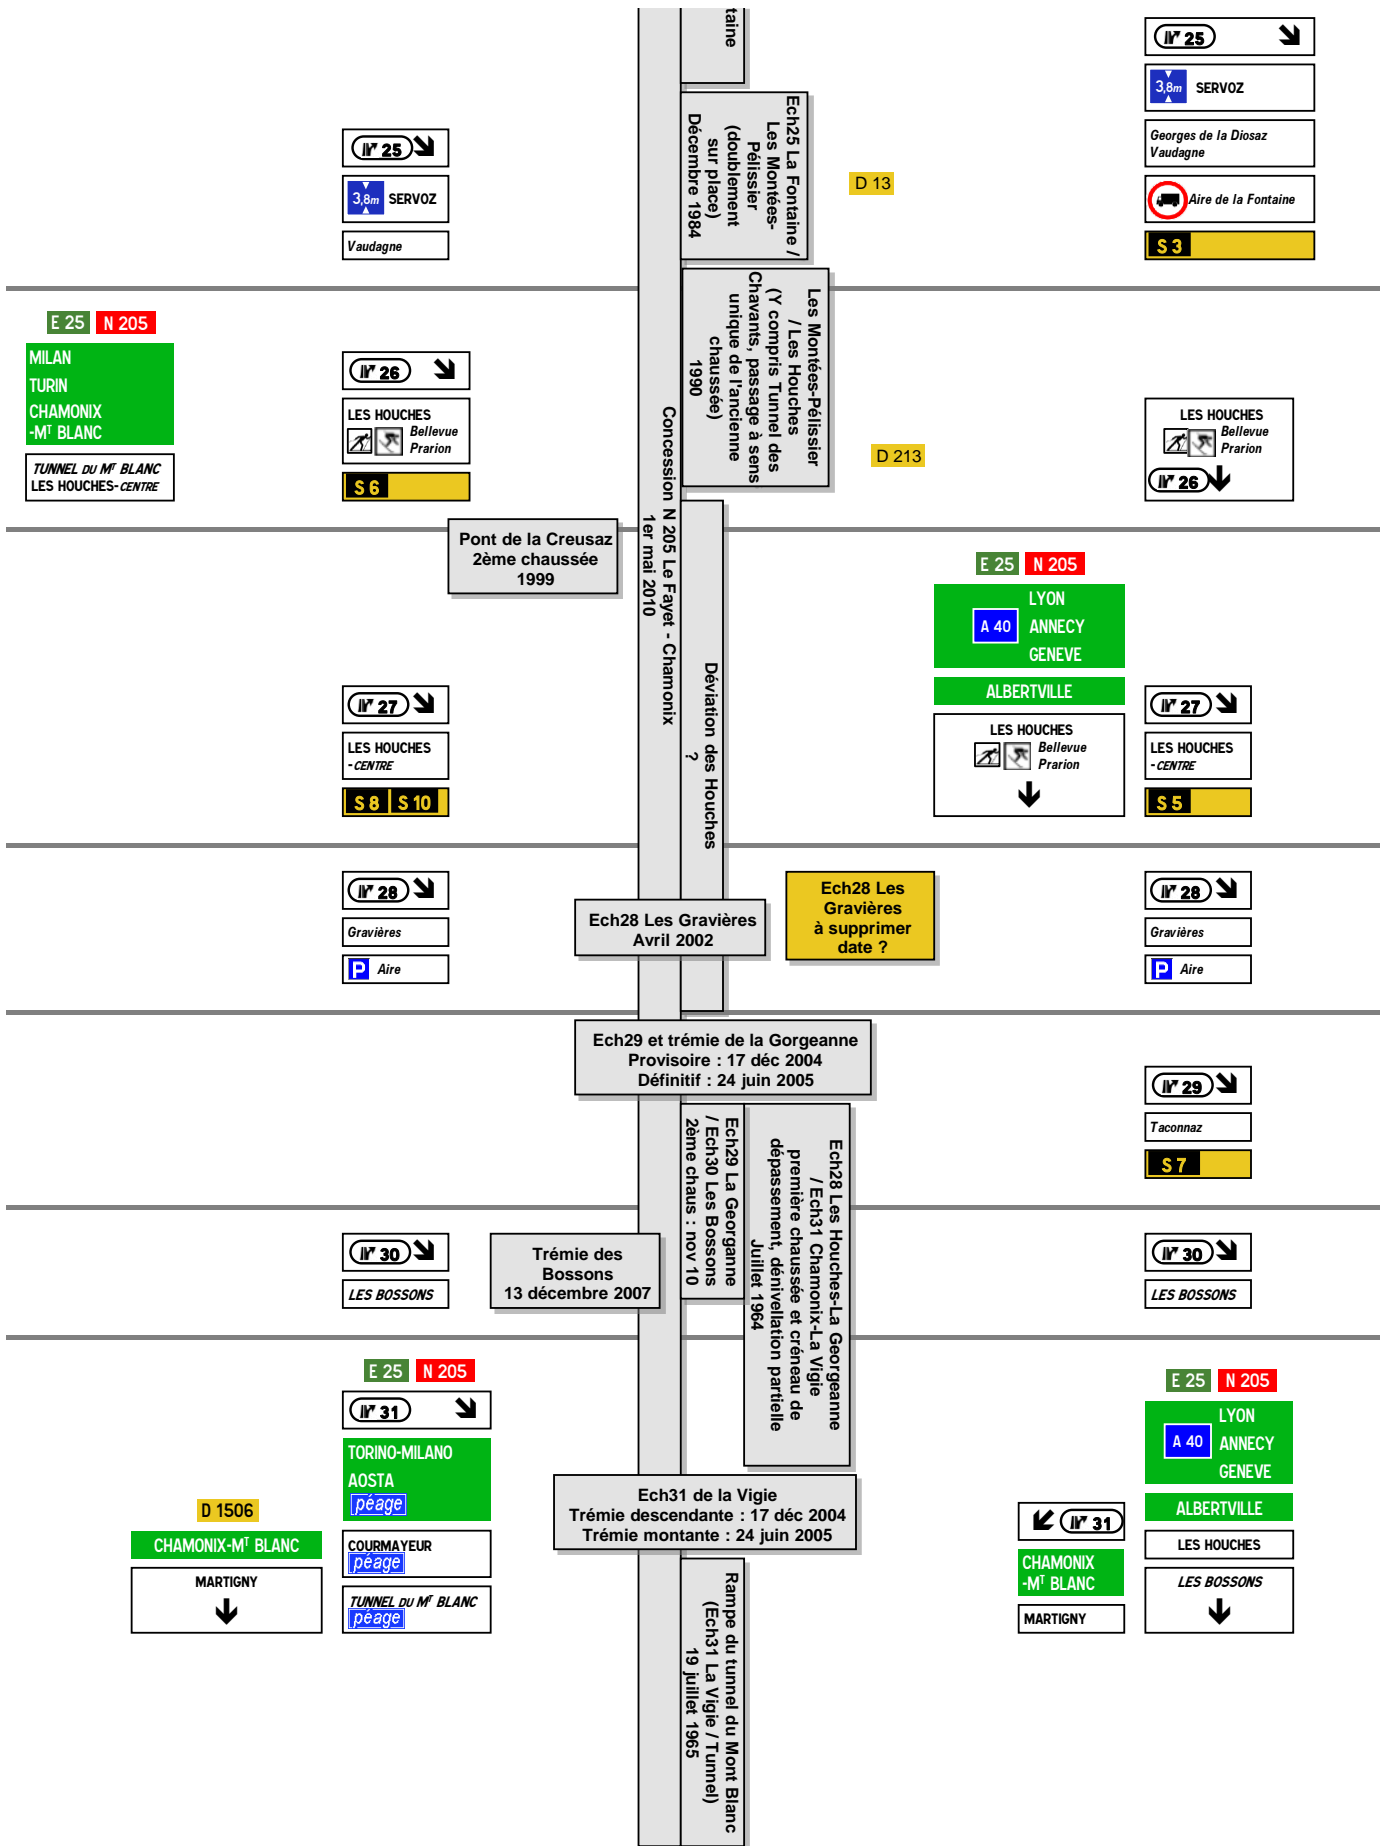 taine
25
3,8m SERVOZ
Georges de la Diosaz
Vaudagne
Aire de la Fontaine
S 3
25
3,8m SERVOZ
Vaudagne
Ech25 La Fontaine /
Les Montées-
Pélissier
(doublement
sur place)
Décembre 1984
D 13
E 25 N 205
MILAN
TURIN
CHAMONIX
-Mᵀ BLANC
TUNNEL DU Mᵀ BLANC
LES HOUCHES-CENTRE
26
LES HOUCHES
Bellevue
Prarion
S 6
Les Montées-Pélissier
/ Les Houches
(Y compris Tunnel des
Chavants, passage à sens
unique de l'ancienne
chaussée)
1990
D 213
LES HOUCHES
Bellevue
Prarion
26
Concession N 205 Le Fayet - Chamonix
1er mai 2010
Pont de la Creusaz
2ème chaussée
1999
Déviation des Houches
?
E 25 N 205
LYON
A 40 ANNECY
GENEVE
ALBERTVILLE
LES HOUCHES
Bellevue
Prarion
27
LES HOUCHES
-CENTRE
S 8 S 10
27
LES HOUCHES
-CENTRE
S 5
28
Gravières
P Aire
Ech28 Les Gravières
Avril 2002
Ech28 Les
Gravières
à supprimer
date ?
28
Gravières
P Aire
Ech29 et trémie de la Gorgeanne
Provisoire : 17 déc 2004
Définitif : 24 juin 2005
29
Taconnaz
S 7
Ech29 La Georganne
/ Ech30 Les Bossons
2ème chaus : nov 10
Ech28 Les Houches-La Georgeanne
/ Ech31 Chamonix-La Vigie
première chaussée et créneau de
dépassement, dénivellation partielle
Juillet 1964
30
LES BOSSONS
Trémie des
Bossons
13 décembre 2007
30
LES BOSSONS
E 25 N 205
31
TORINO-MILANO
AOSTA
péage
COURMAYEUR
péage
TUNNEL DU Mᵀ BLANC
péage
D 1506
CHAMONIX-Mᵀ BLANC
MARTIGNY
Ech31 de la Vigie
Trémie descendante : 17 déc 2004
Trémie montante : 24 juin 2005
Rampe du tunnel du Mont Blanc
(Ech31 La Vigie / Tunnel)
19 juillet 1965
31
CHAMONIX
-Mᵀ BLANC
MARTIGNY
E 25 N 205
LYON
A 40 ANNECY
GENEVE
ALBERTVILLE
LES HOUCHES
LES BOSSONS